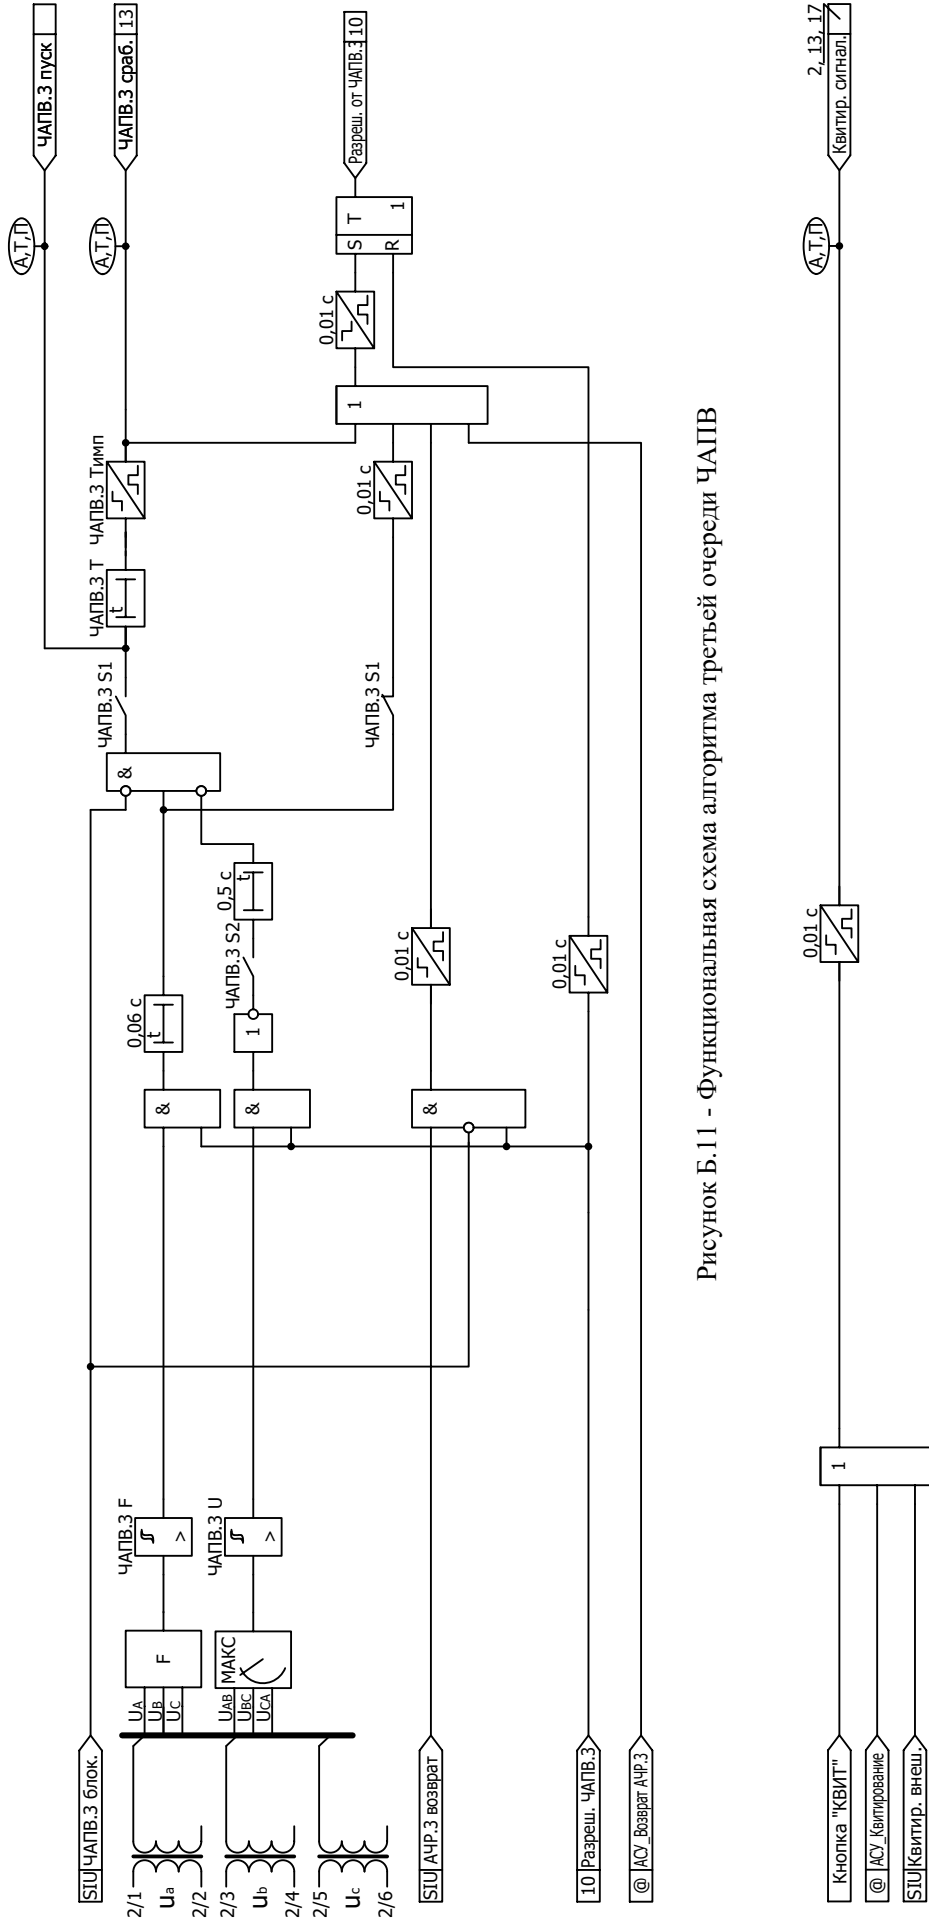 SIU ЧАПВ.3 блок.
2/1
uа
2/2
2/3
ub
2/4
2/5
uc
2/6
UA
UB
UC
F
ЧАПВ.3 F
>
UAB
UBC
UCA
МАКС
ЧАПВ.3 U
>
&
0,06 с
t
&
1
ЧАПВ.3 S2
0,5 с
t
&
ЧАПВ.3 S1
ЧАПВ.3 Т
t
ЧАПВ.3 Тимп
А,Т,П
ЧАПВ.3 пуск
А,Т,П
ЧАПВ.3 сраб. 13
SIU АЧР.3 возврат
&
0,01 с
ЧАПВ.3 S1
0,01 с
1
0,01 с
S T
R 1
Разреш. от ЧАПВ.3 10
10 Разреш. ЧАПВ.3
0,01 с
@ АСУ_Возврат АЧР.3
Рисунок Б.11 - Функциональная схема алгоритма третьей очереди ЧАПВ
Кнопка "КВИТ"
@ АСУ_Квитирование
SIU Квитир. внеш.
1
0,01 с
А,Т,П
2, 13, 17
Квитир. сигнал.